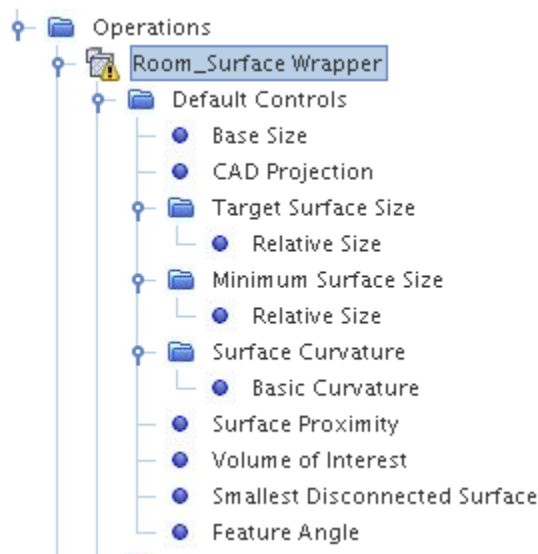 Operations
Room_Surface Wrapper
Default Controls
Base Size
CAD Projection
Target Surface Size
Relative Size
Minimum Surface Size
Relative Size
Surface Curvature
Basic Curvature
Surface Proximity
Volume of Interest
Smallest Disconnected Surface
Feature Angle